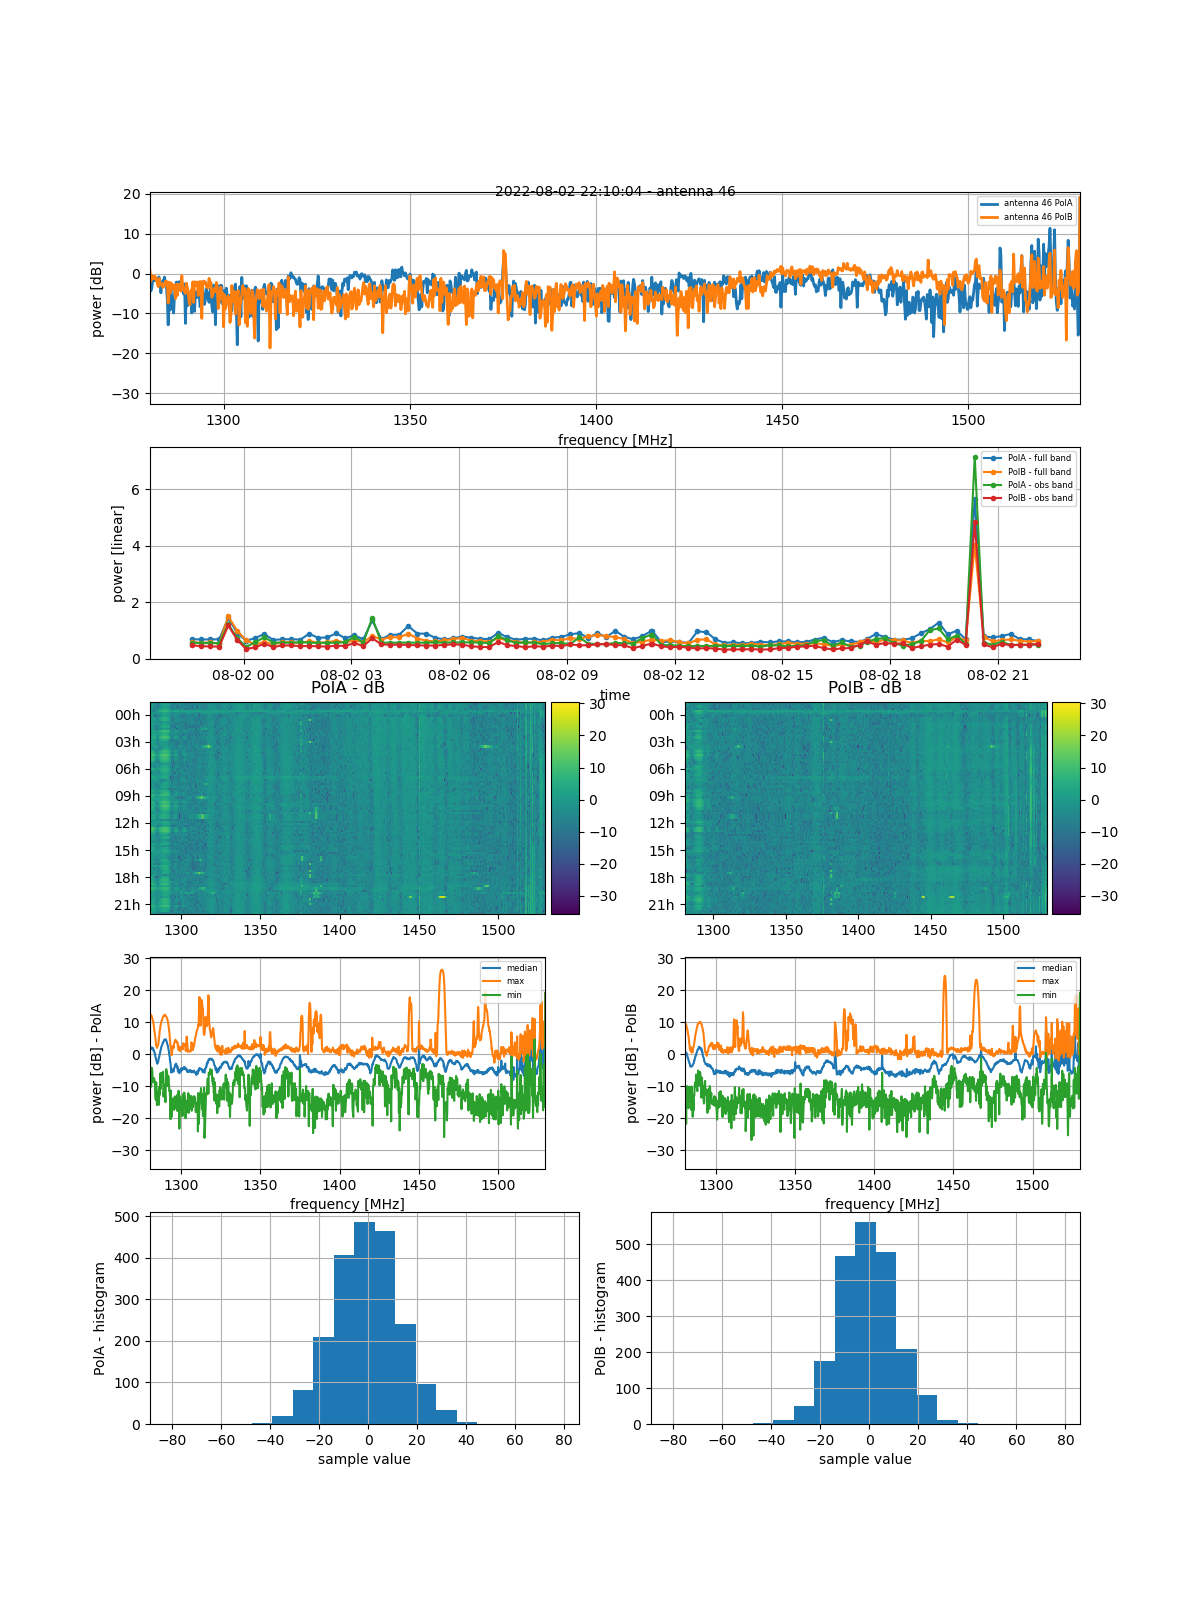 2022-08-02 22:10:04 - antenna 46
20
10
0
−10
−20
−30
power [dB]
antenna 46 PolA
antenna 46 PolB
1300 1350 1400 1450 1500
frequency [MHz]
6
4
2
0
power [linear]
PolA - full band
PolB - full band
PolA - obs band
PolB - obs band
08-02 00 08-02 03 08-02 06 08-02 09 08-02 12 08-02 15 08-02 18 08-02 21
time
PolA - dB
00h
03h
06h
09h
12h
15h
18h
21h
1300 1350 1400 1450 1500
30
20
10
0
−10
−20
−30
PolB - dB
00h
03h
06h
09h
12h
15h
18h
21h
1300 1350 1400 1450 1500
30
20
10
0
−10
−20
−30
30
20
10
0
−10
−20
−30
power [dB] - PolA
median
max
min
1300 1350 1400 1450 1500
frequency [MHz]
30
20
10
0
−10
−20
−30
power [dB] - PolB
median
max
min
1300 1350 1400 1450 1500
frequency [MHz]
500
400
300
200
100
0
PolA - histogram
−80 −60 −40 −20 0 20 40 60 80
sample value
500
400
300
200
100
0
PolB - histogram
−80 −60 −40 −20 0 20 40 60 80
sample value